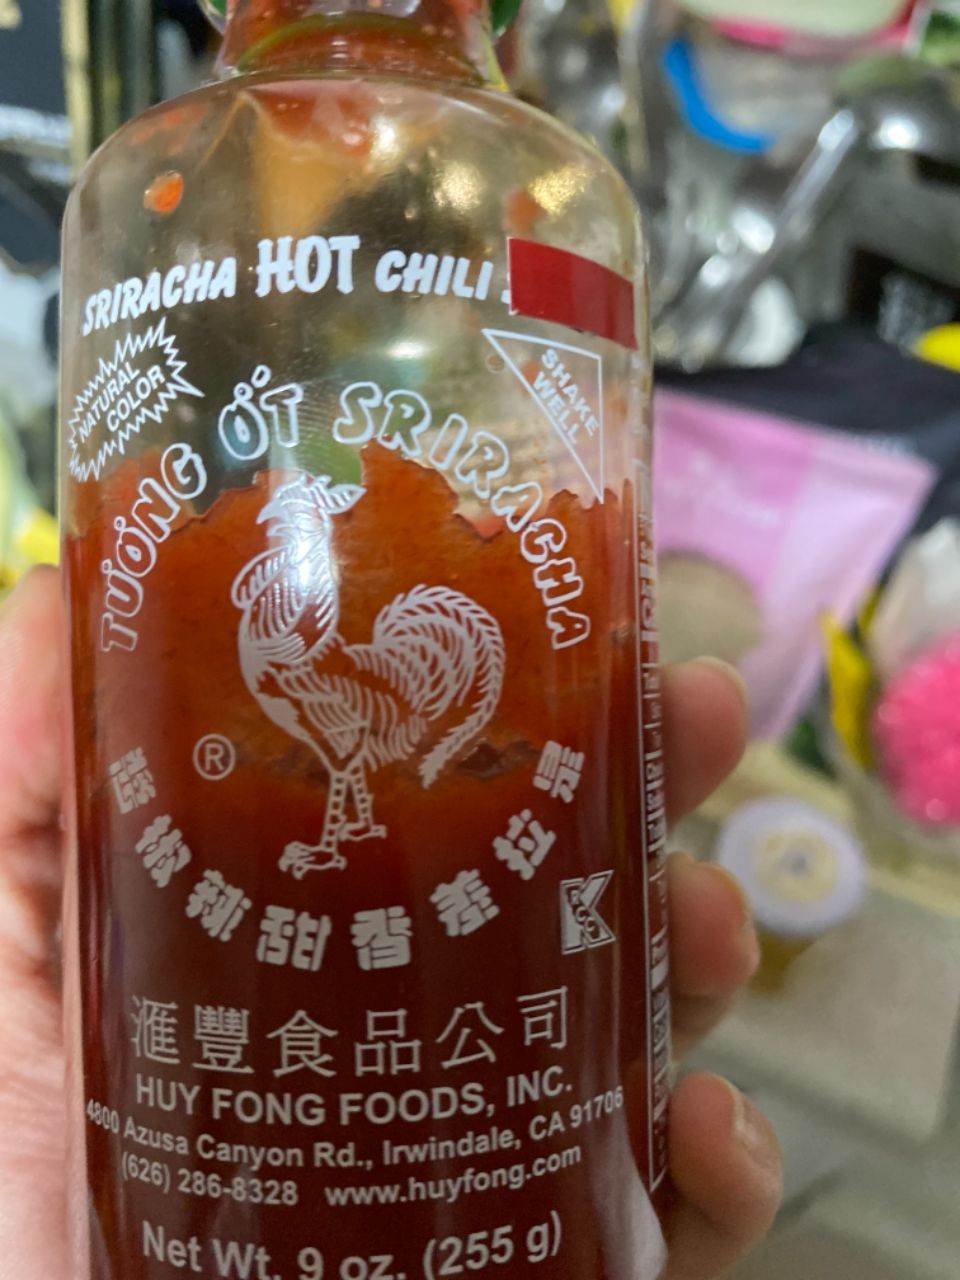 SRIRACHA HOT CHILI
NATURAL
COLOR
SHAKE
WELL
TƯƠNG ỚT SRIRACHA
®
香甜辣椒醬
滙豐食品公司
HUY FONG FOODS, INC.
4800 Azusa Canyon Rd., Irwindale, CA 91706
(626) 286-8328 www.huyfong.com
Net Wt. 9 oz. (255 g)